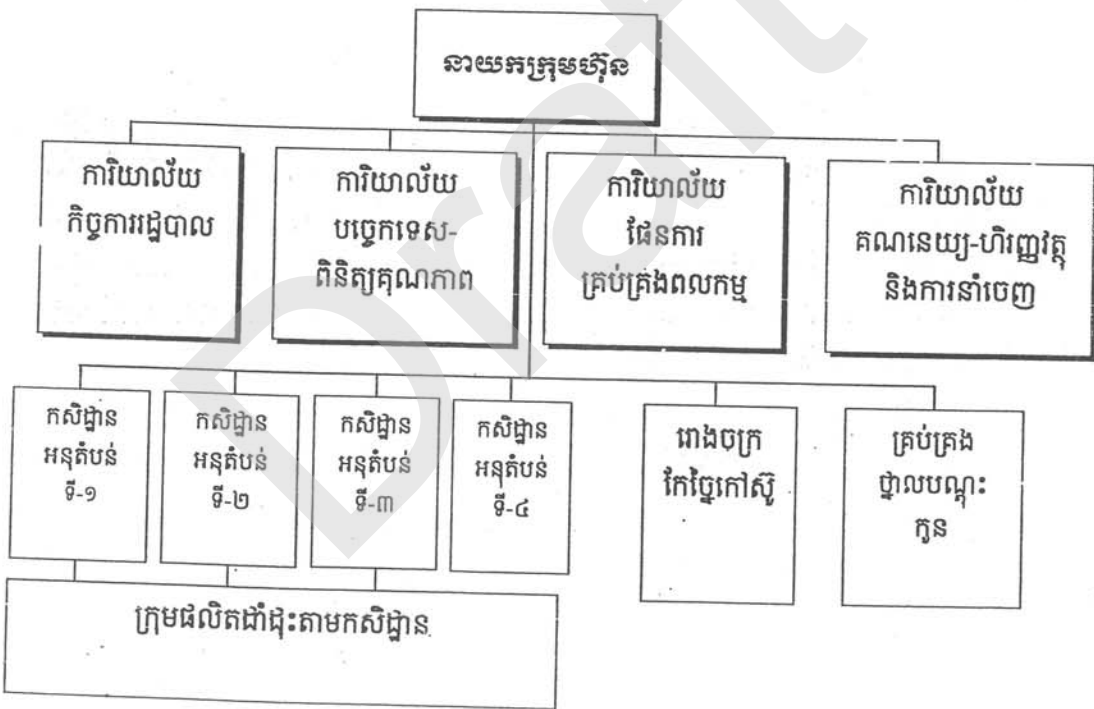 នាយកក្រុមហ៊ុន
ការិយាល័យ
កិច្ចការរដ្ឋបាល
ការិយាល័យ
បច្ចេកទេស-
ពិនិត្យគុណភាព
ការិយាល័យ
ផែនការ
គ្រប់គ្រងពលកម្ម
ការិយាល័យ
គណនេយ្យ-ហិរញ្ញវត្ថុ
និងការនាំចេញ
កសិដ្ឋាន
អនុតំបន់
ទី-១
កសិដ្ឋាន
អនុតំបន់
ទី-២
កសិដ្ឋាន
អនុតំបន់
ទី-៣
កសិដ្ឋាន
អនុតំបន់
ទី-៤
រោងចក្រ
កែច្នៃកៅស៊ូ
គ្រប់គ្រង
ថ្នាលបណ្តុះ
កូន
ក្រុមផលិតដាំដុះតាមកសិដ្ឋាន
Draft